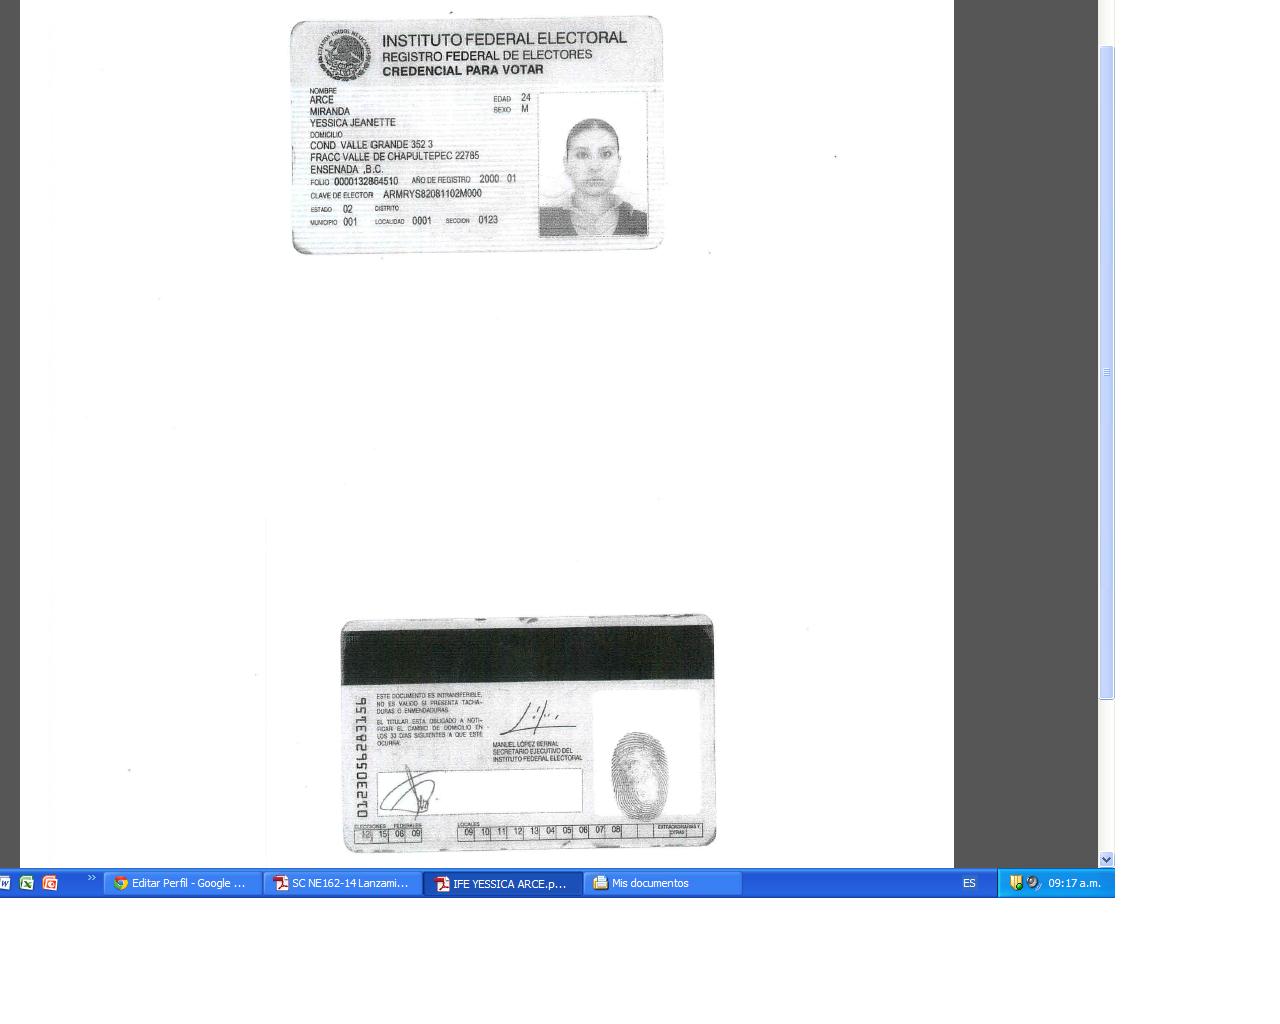 INSTITUTO FEDERAL ELECTORAL
REGISTRO FEDERAL DE ELECTORES
CREDENCIAL PARA VOTAR
NOMBRE
ARCE
MIRANDA
YESSICA JEANETTE
EDAD 24
SEXO M
DOMICILIO
COND VALLE GRANDE 352 3
FRACC VALLE DE CHAPULTEPEC 22785
ENSENADA ,B.C.
FOLIO 0000132864510 AÑO DE REGISTRO 2000 01
CLAVE DE ELECTOR ARMRYS82081102M000
ESTADO 02 DISTRITO
MUNICIPIO 001 LOCALIDAD 0001 SECCION 0123
ESTE DOCUMENTO ES INTRANSFERIBLE,
NO ES VALIDO SI PRESENTA TACHA-
DURAS O ENMENDADURAS.
EL TITULAR ESTA OBLIGADO A NOTI-
FICAR EL CAMBIO DE DOMICILIO EN
LOS 30 DIAS SIGUIENTES A QUE ESTE
OCURRA.
MANUEL LÓPEZ BERNAL
SECRETARIO EJECUTIVO DEL
INSTITUTO FEDERAL ELECTORAL
0123056283156
ELECCIONES FEDERALES
12 15 06 09
LOCALES
09 10 11 12 13 04 05 06 07 08
EXTRAORDINARIAS Y
OTRAS
Editar Perfil - Google ...
SC NE162-14 Lanzami...
IFE YESSICA ARCE.p...
Mis documentos
ES
09:17 a.m.